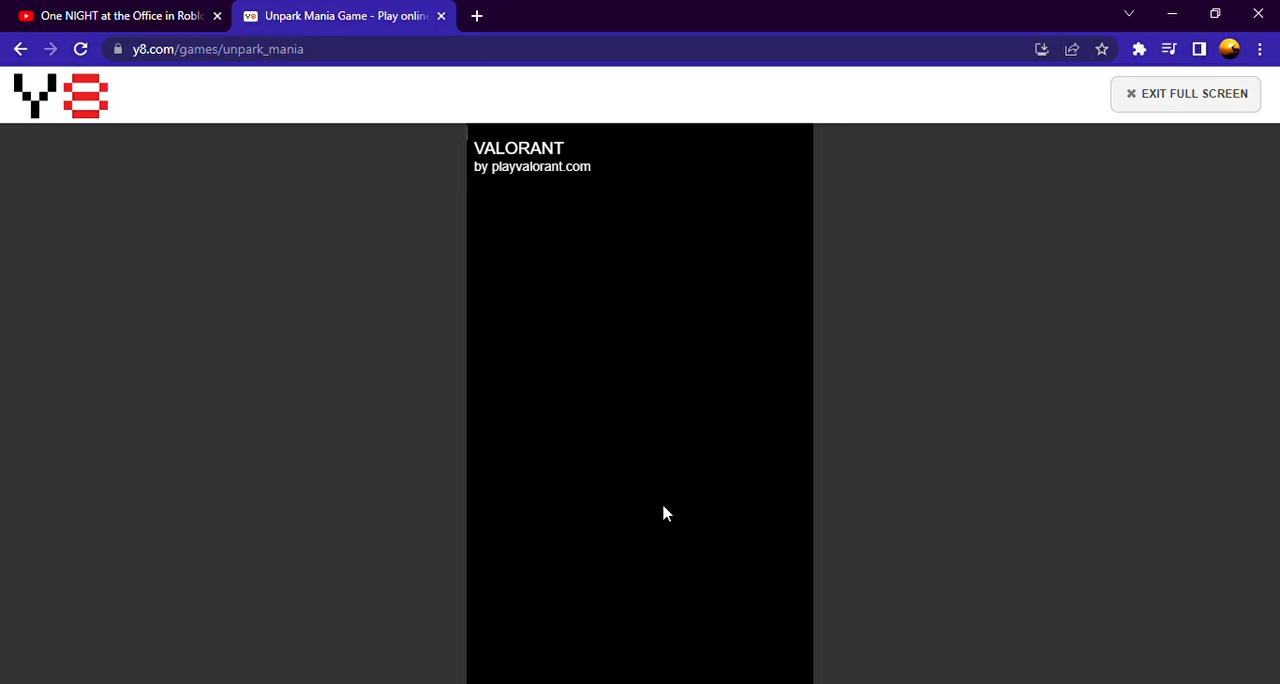 One NIGHT at the Office in Roblo
Unpark Mania Game - Play onlin
y8.com/games/unpark_mania
Y8
EXIT FULL SCREEN
VALORANT
by playvalorant.com